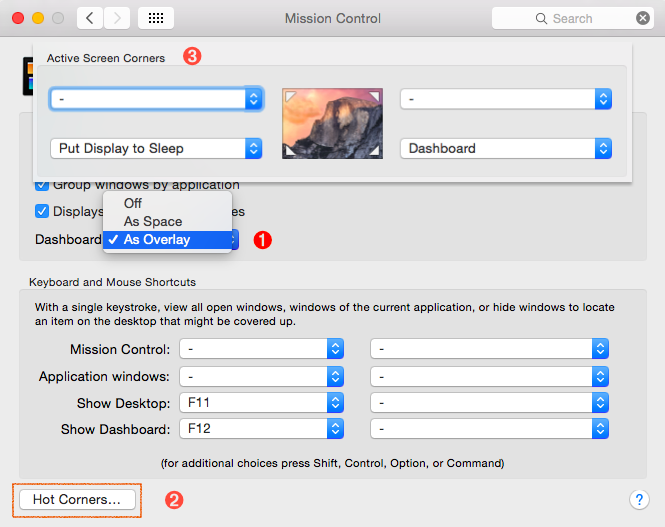 Mission Control
Search
Active Screen Corners
3
-
-
Put Display to Sleep
Dashboard
Group windows by application
Displays
es
Off
As Space
Dashboard
✓ As Overlay
1
Keyboard and Mouse Shortcuts
With a single keystroke, view all open windows, windows of the current application, or hide windows to locate
an item on the desktop that might be covered up.
Mission Control: - -
Application windows: - -
Show Desktop: F11 -
Show Dashboard: F12 -
(for additional choices press Shift, Control, Option, or Command)
Hot Corners...
2
?